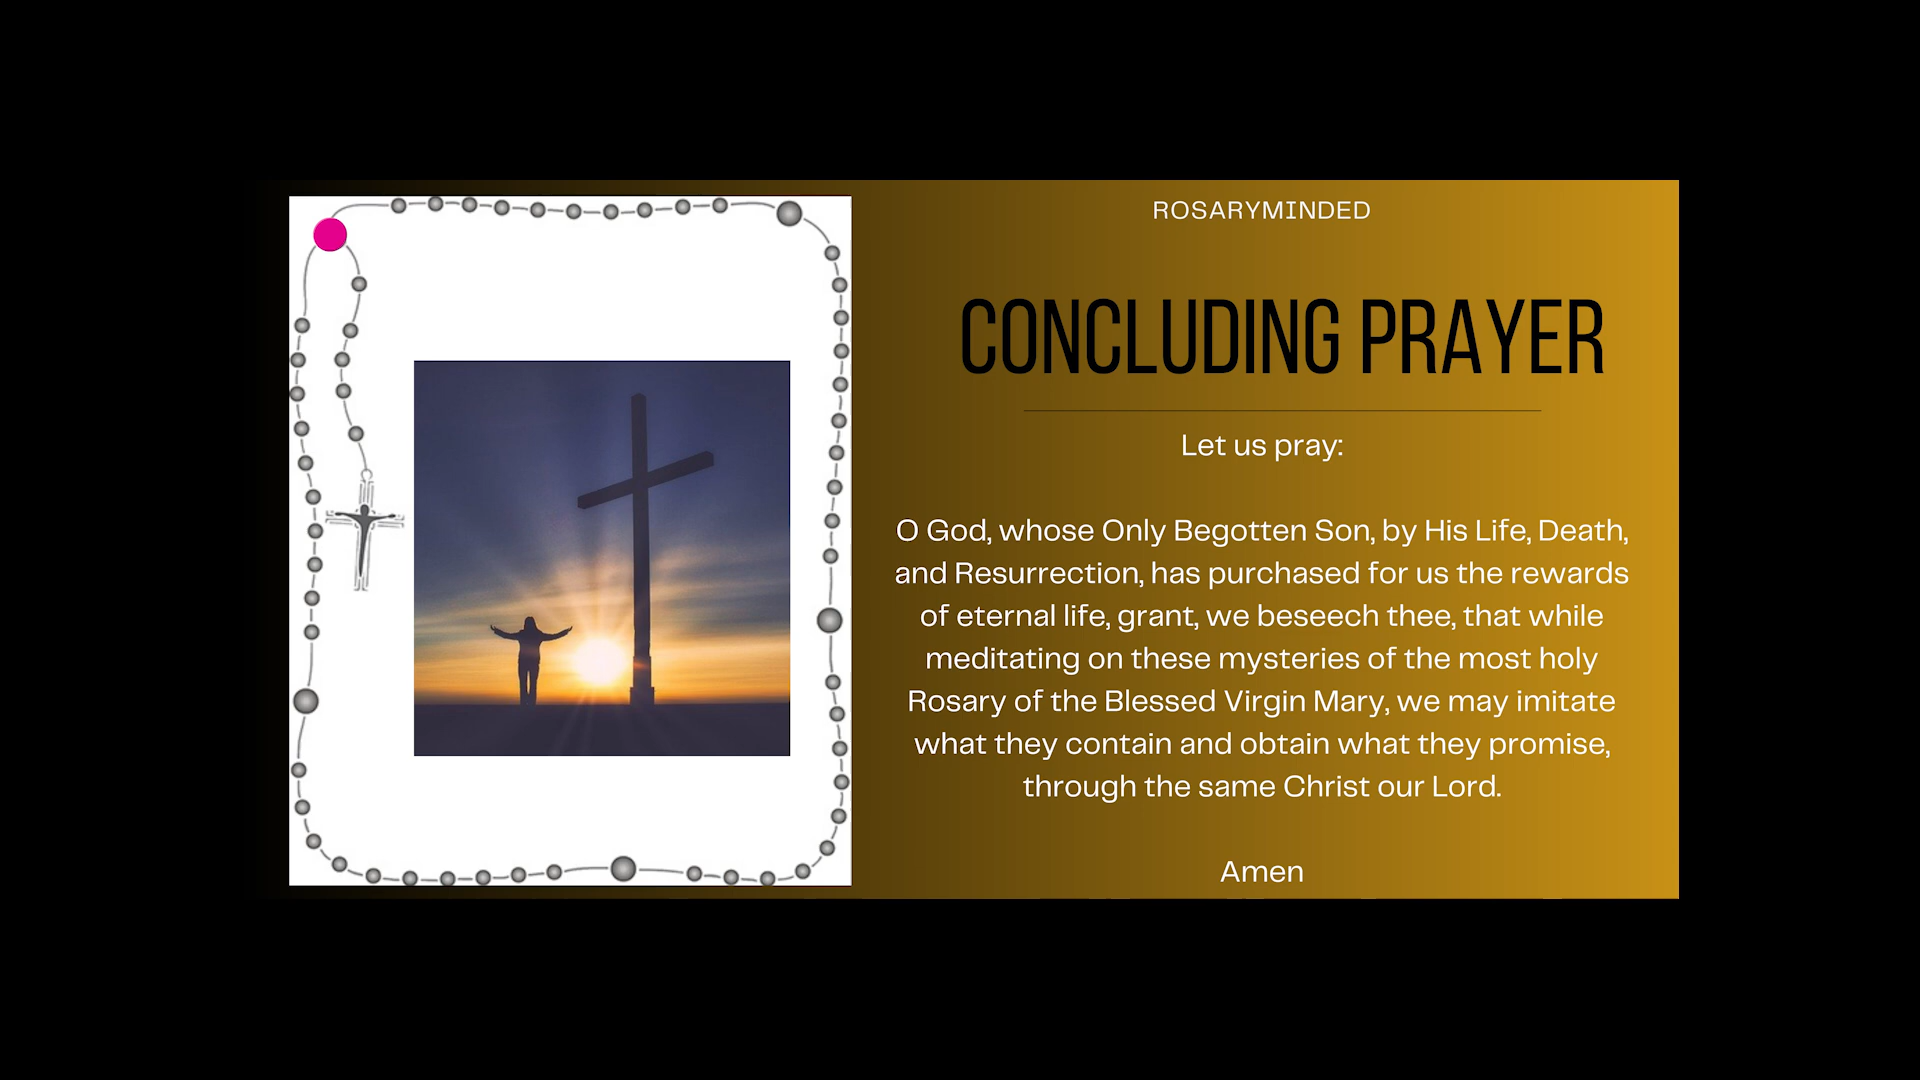 ROSARYMINDED
CONCLUDING PRAYER
Let us pray:
O God, whose Only Begotten Son, by His Life, Death,
and Resurrection, has purchased for us the rewards
of eternal life, grant, we beseech thee, that while
meditating on these mysteries of the most holy
Rosary of the Blessed Virgin Mary, we may imitate
what they contain and obtain what they promise,
through the same Christ our Lord.
Amen